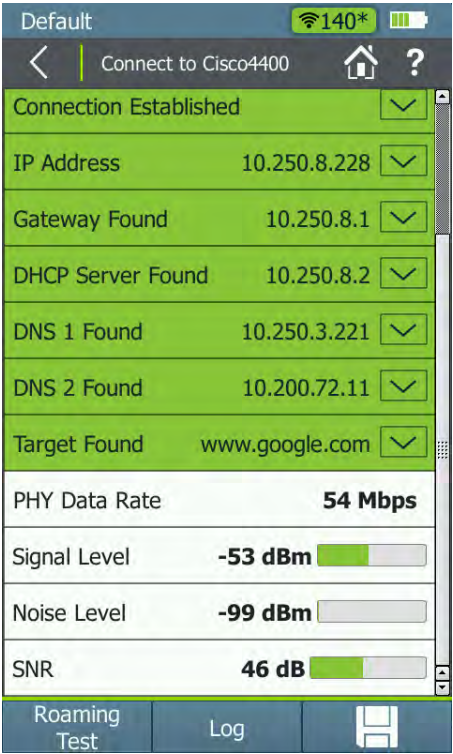 Default 140*
Connect to Cisco4400 ?
Connection Established
IP Address 10.250.8.228
Gateway Found 10.250.8.1
DHCP Server Found 10.250.8.2
DNS 1 Found 10.250.3.221
DNS 2 Found 10.200.72.11
Target Found www.google.com
PHY Data Rate 54 Mbps
Signal Level -53 dBm
Noise Level -99 dBm
SNR 46 dB
Roaming
Test
Log